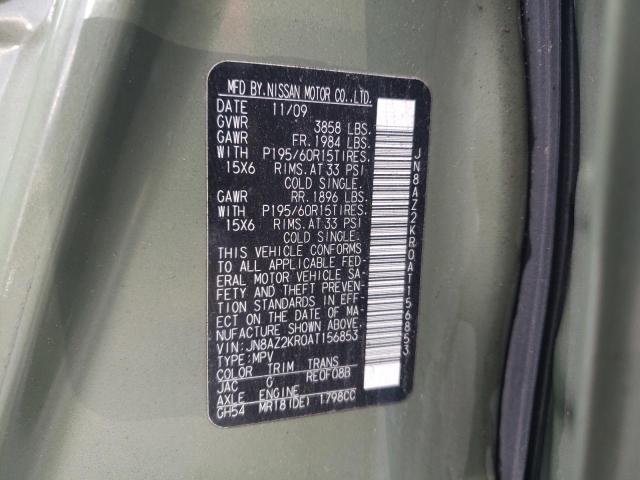 MFD BY.NISSAN MOTOR CO.,LTD.
DATE 11/09
GVWR 3858 LBS.
GAWR FR. 1984 LBS.
WITH P195/60R15TIRES.
15X6 RIMS. AT 33 PSI
COLD SINGLE.
GAWR RR. 1896 LBS.
WITH P195/60R15TIRES.
15X6 RIMS. AT 33 PSI
COLD SINGLE.
THIS VEHICLE CONFORMS
TO ALL APPLICABLE FED-
ERAL MOTOR VEHICLE SA-
FETY AND THEFT PREVEN-
TION STANDARDS IN EFF-
ECT ON THE DATE OF MA-
NUFACTURE SHOWN ABOVE.
VIN: JN8AZ2KR0AT156853
TYPE: MPV
COLOR TRIM TRANS
JAC G RE0F08B
AXLE ENGINE
GH54 MR18(DE) 1798CC
JN8AZ2KR0AT156853